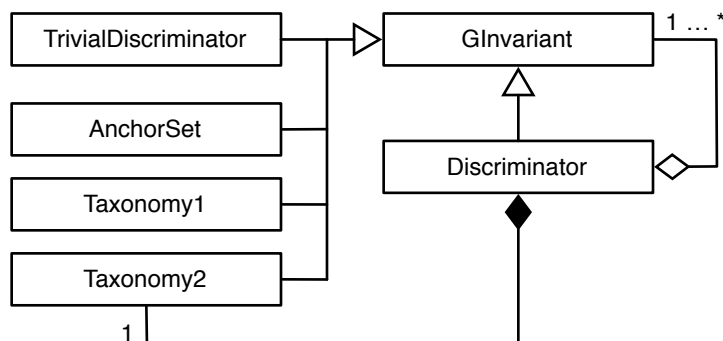 TrivialDiscriminator
GInvariant
1 ... *
AnchorSet
Discriminator
Taxonomy1
Taxonomy2
1